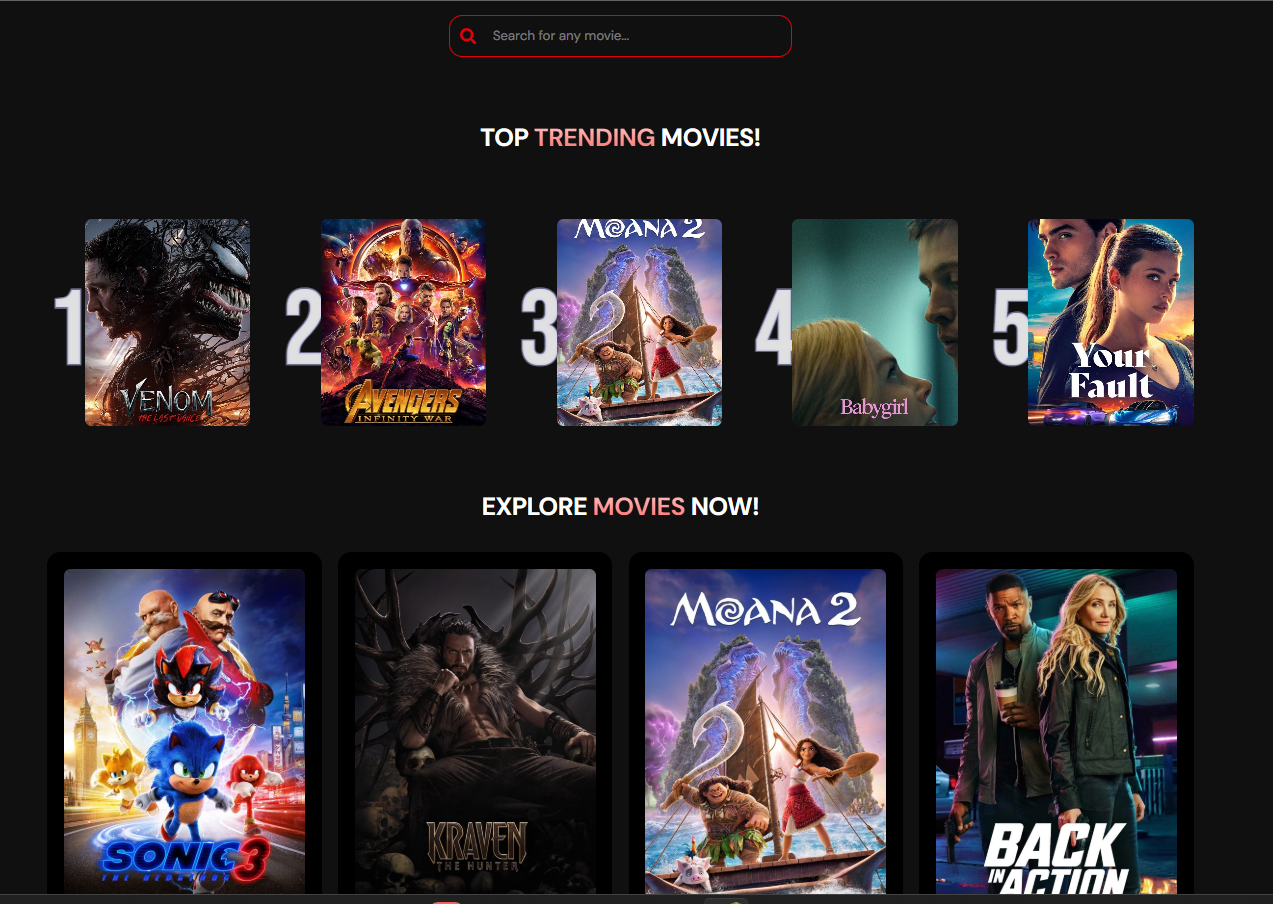 Search for any movie...
TOP TRENDING MOVIES!
1
VENOM
THE LAST DANCE
2
AVENGERS
INFINITY WAR
3
MOANA 2
4
Babygirl
5
Your
Fault
EXPLORE MOVIES NOW!
SONIC 3
THE HEDGEHOG
KRAVEN
THE HUNTER
MOANA 2
BACK
IN ACTION